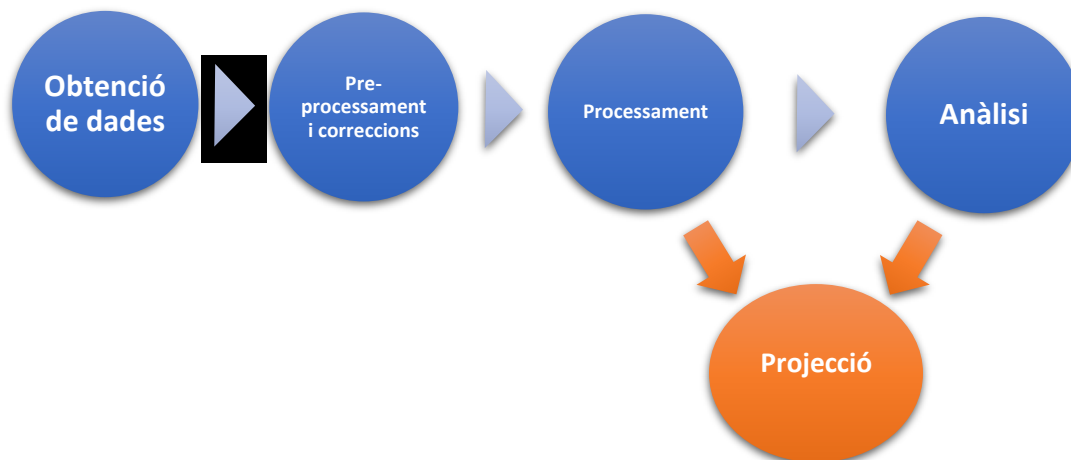 Obtenció
de dades
Pre-
processament
i correccions
Processament
Anàlisi
Projecció